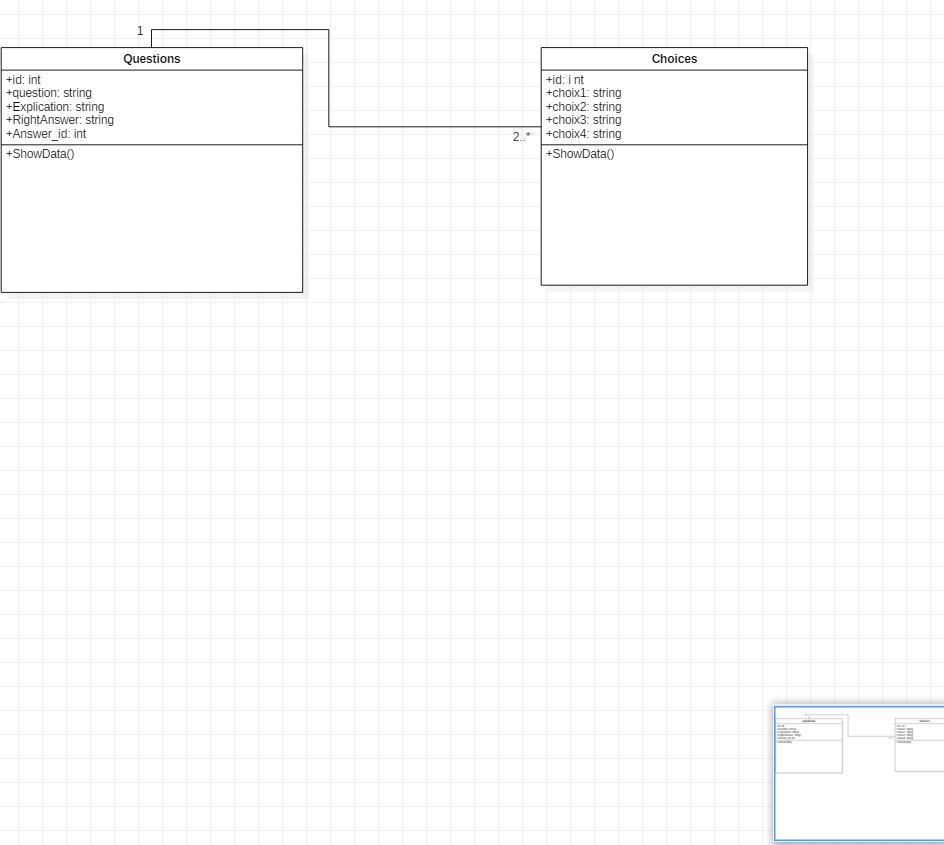 1
Questions
+id: int
+question: string
+Explication: string
+RightAnswer: string
+Answer_id: int
+ShowData()
2..*
Choices
+id: i nt
+choix1: string
+choix2: string
+choix3: string
+choix4: string
+ShowData()